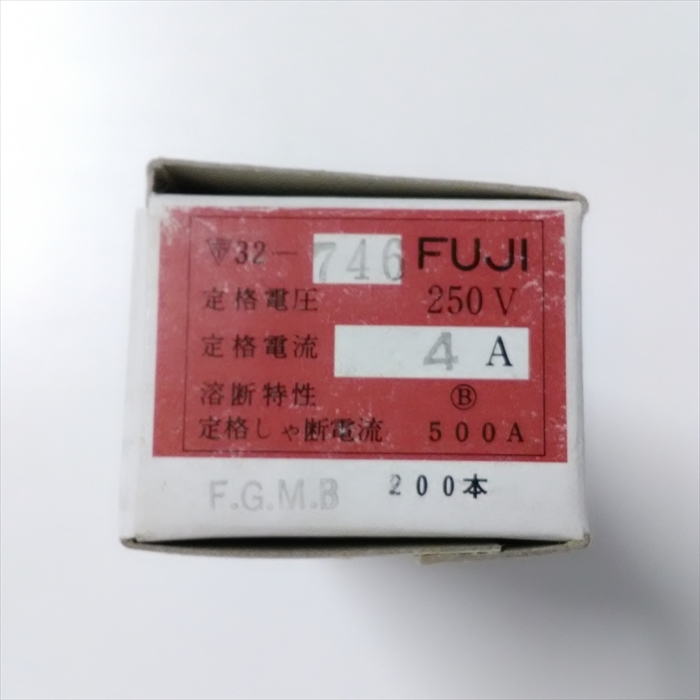 〒32-746 FUJI
定格電圧 250V
定格電流 4 A
溶断特性 Ⓑ
定格しゃ断電流 500A
F.G.M.B 200本